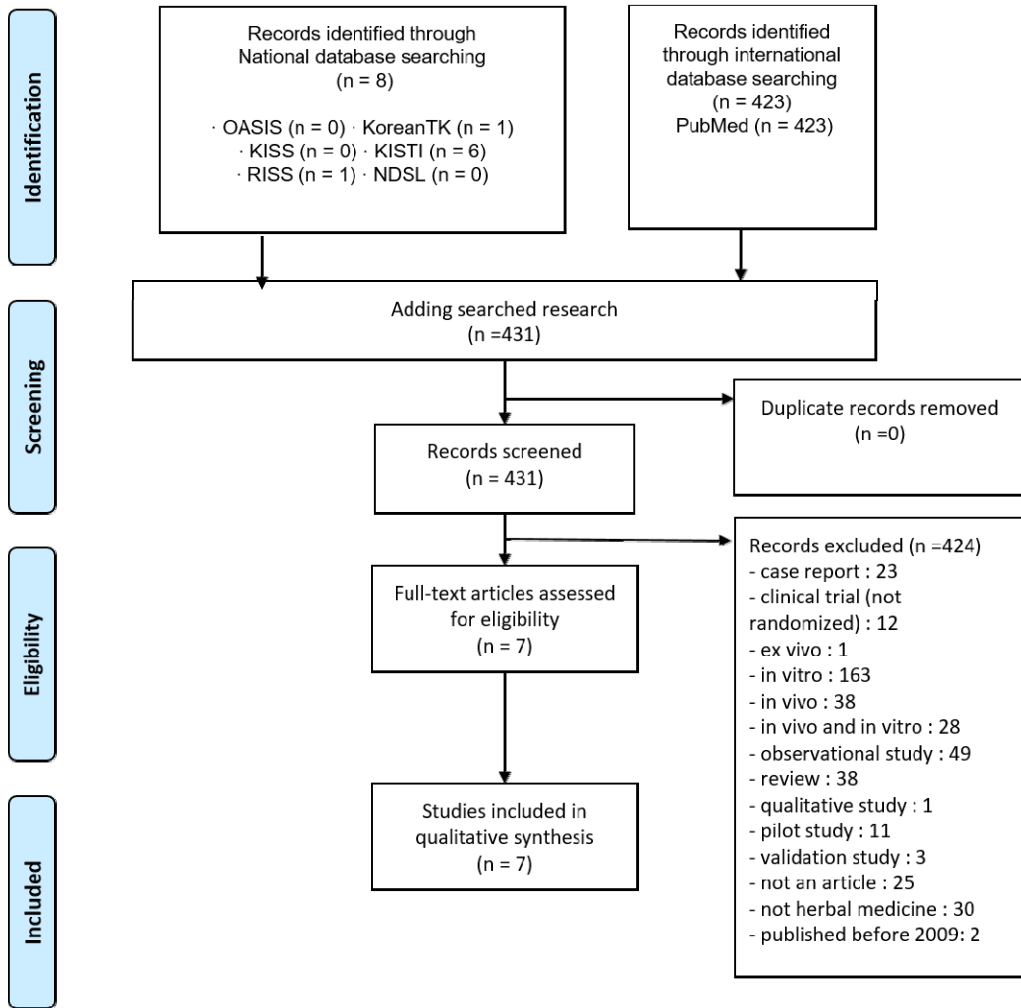 Identification
Records identified through
National database searching
(n = 8)
· OASIS (n = 0) · KoreanTK (n = 1)
· KISS (n = 0) · KISTI (n = 6)
· RISS (n = 1) · NDSL (n = 0)
Records identified
through international
database searching
(n = 423)
PubMed (n = 423)
Screening
Adding searched research
(n =431)
Duplicate records removed
(n =0)
Records screened
(n = 431)
Eligibility
Records excluded (n =424)
- case report : 23
- clinical trial (not
randomized) : 12
- ex vivo : 1
- in vitro : 163
- in vivo : 38
- in vivo and in vitro : 28
- observational study : 49
- review : 38
- qualitative study : 1
- pilot study : 11
- validation study : 3
- not an article : 25
- not herbal medicine : 30
- published before 2009: 2
Full-text articles assessed
for eligibility
(n = 7)
Included
Studies included in
qualitative synthesis
(n = 7)